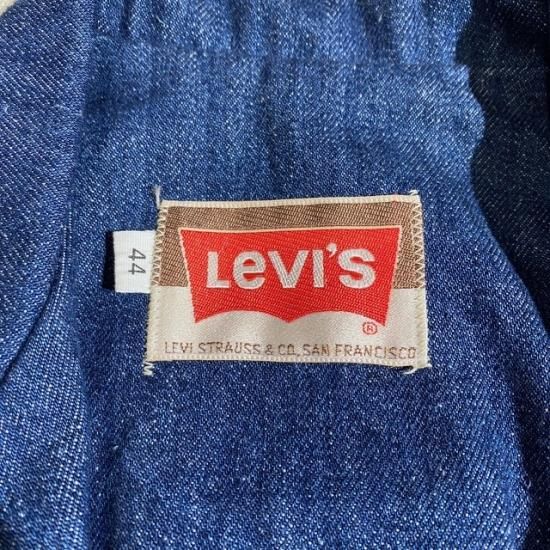 LEVI'S
®
LEVI STRAUSS & CO. SAN FRANCISCO
44